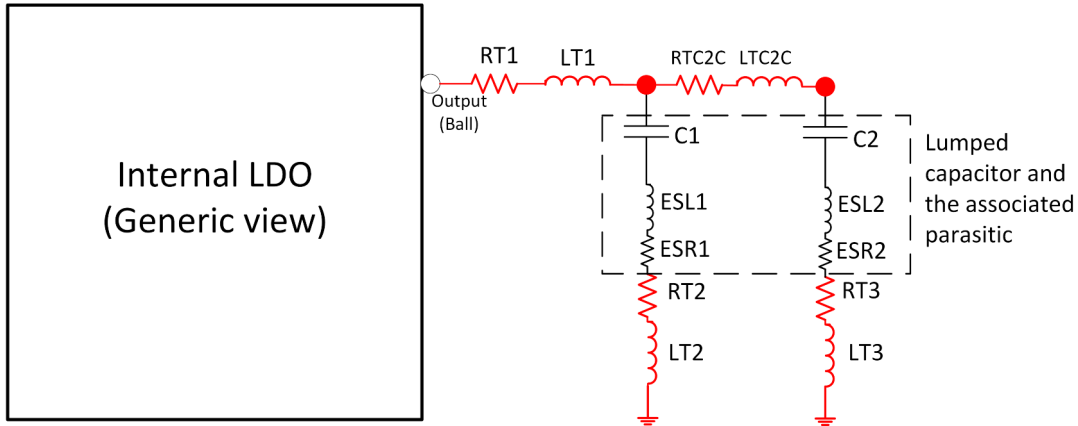 Internal LDO
(Generic view)
Output
(Ball)
RT1
LT1
RTC2C
LTC2C
C1
C2
ESL1
ESL2
ESR1
ESR2
RT2
RT3
LT2
LT3
Lumped
capacitor and
the associated
parasitic